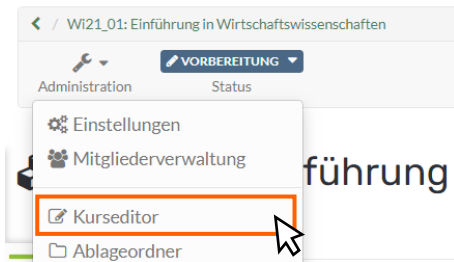 / Wi21_01: Einführung in Wirtschaftswissenschaften
VORBEREITUNG
Administration Status
Einstellungen
Mitgliederverwaltung
führung
Kurseditor
Ablageordner